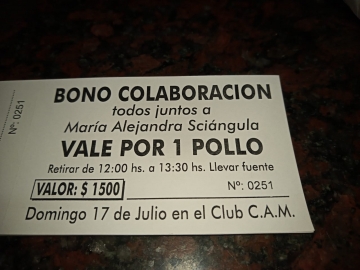 Nº: 0251
BONO COLABORACION
todos juntos a
María Alejandra Sciángula
VALE POR 1 POLLO
Retirar de 12:00 hs. a 13:30 hs. Llevar fuente
VALOR: $ 1500
Nº: 0251
Domingo 17 de Julio en el Club C.A.M.